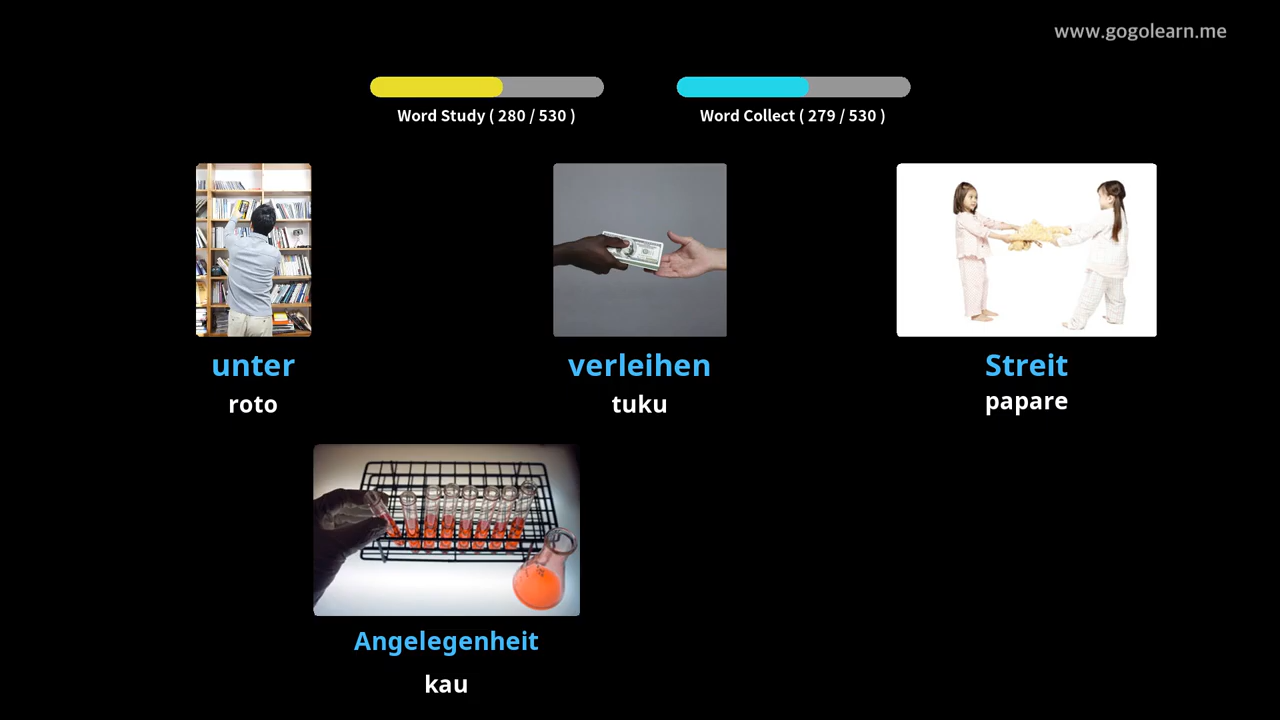 www.gogolearn.me
Word Study ( 280 / 530 )
Word Collect ( 279 / 530 )
unter
roto
verleihen
tuku
Streit
papare
Angelegenheit
kau